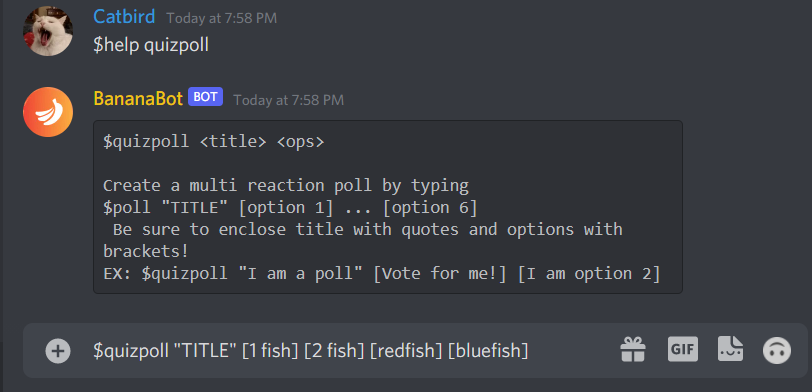 Catbird Today at 7:58 PM
$help quizpoll
BananaBot BOT Today at 7:58 PM
$quizpoll <title> <ops>
Create a multi reaction poll by typing
$poll "TITLE" [option 1] ... [option 6]
Be sure to enclose title with quotes and options with
brackets!
EX: $quizpoll "I am a poll" [Vote for me!] [I am option 2]
$quizpoll "TITLE" [1 fish] [2 fish] [redfish] [bluefish]
GIF